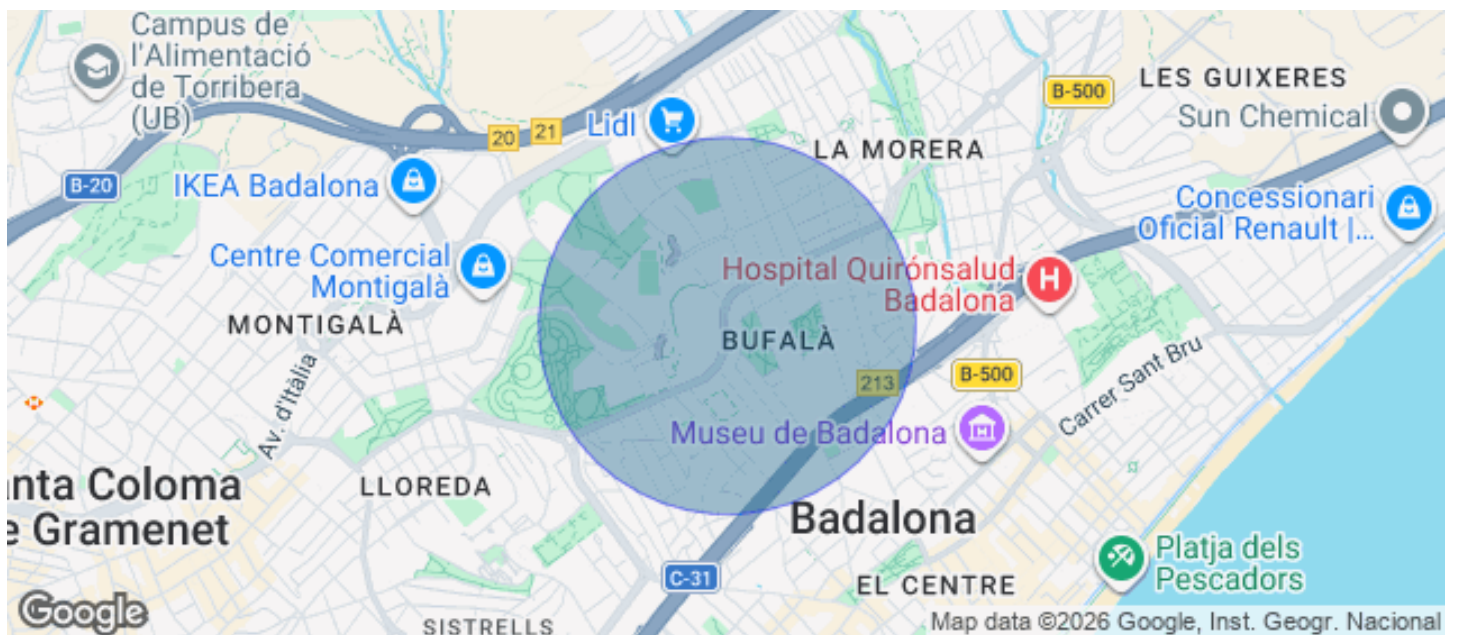 Campus de
l'Alimentació
de Torribera
(UB)
B-500
LES GUIXERES
Sun Chemical
20
21
Lidl
LA MORERA
B-20
IKEA Badalona
Concessionari
Oficial Renault |...
Centre Comercial
Montigalà
Hospital Quirónsalud
Badalona
MONTIGALÀ
BUFALÀ
213
B-500
Carrer Sant Bru
Av. d'Itàlia
Museu de Badalona
nta Coloma
e Gramenet
LLOREDA
Badalona
Platja dels
Pescadors
C-31
EL CENTRE
SISTRELLS
Google
Map data ©2026 Google, Inst. Geogr. Nacional